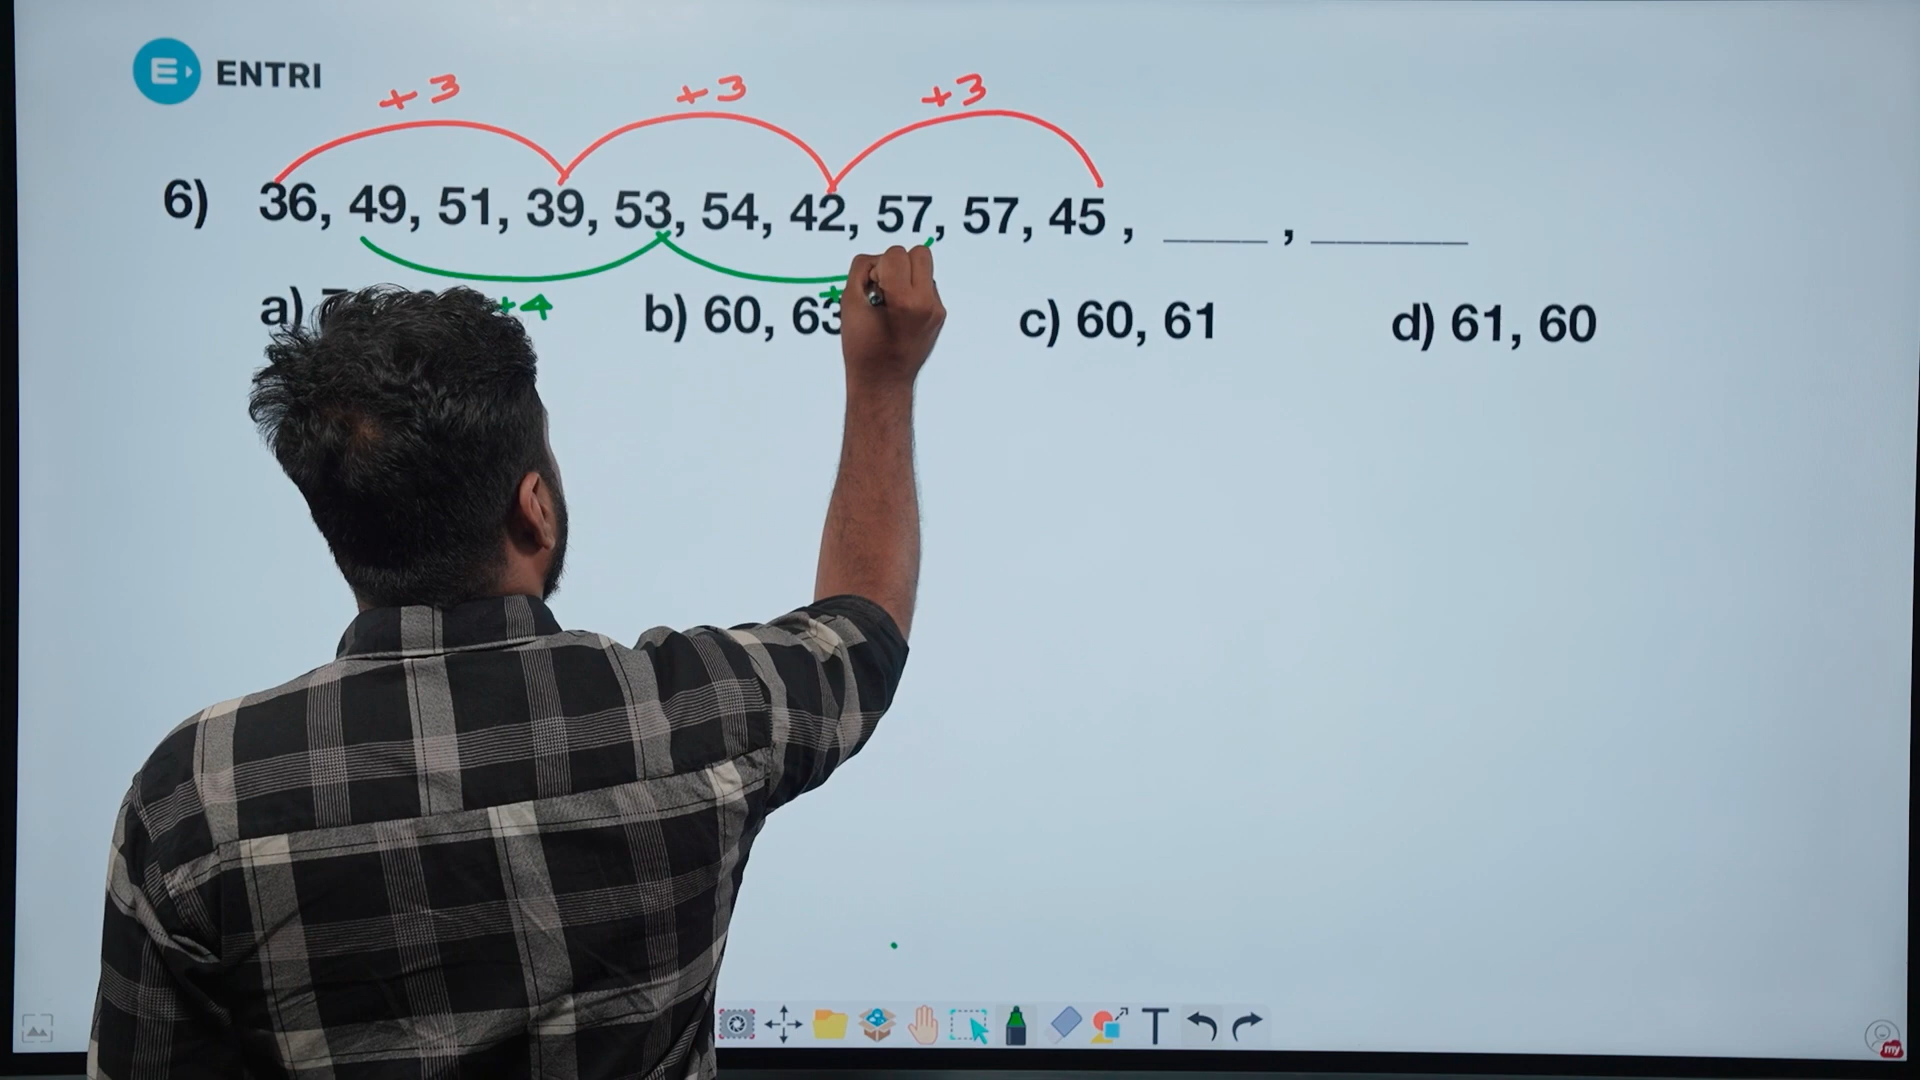 ENTRI
+3 +3 +3
6) 36, 49, 51, 39, 53, 54, 42, 57, 57, 45 , ____ , ______
a) b) 60, 63 c) 60, 61 d) 61, 60
+4 +
T
my